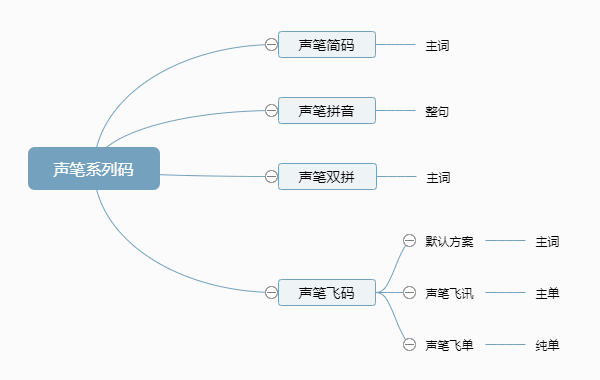 声笔系列码
声笔简码
主词
声笔拼音
整句
声笔双拼
主词
声笔飞码
默认方案
主词
声笔飞讯
主单
声笔飞单
纯单